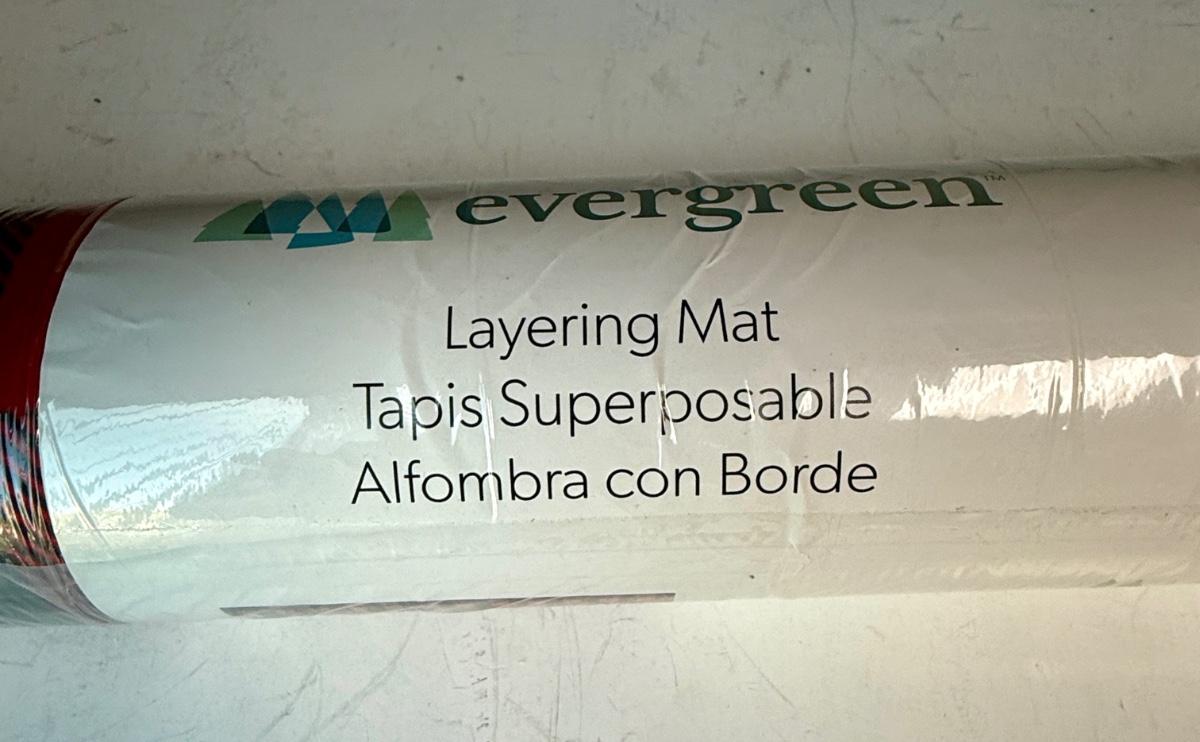 evergreen™
Layering Mat
Tapis Superposable
Alfombra con Borde